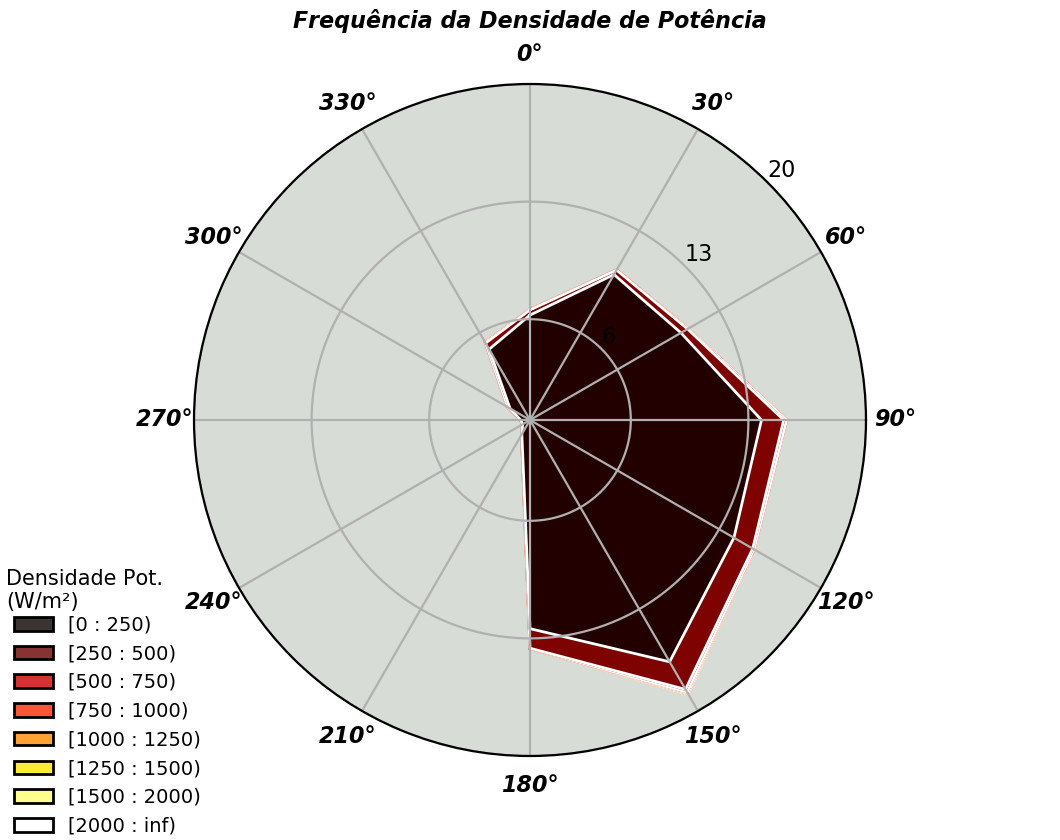 Frequência da Densidade de Potência
0°
330°
30°
20
300°
60°
13
6
270°
90°
240°
120°
210°
150°
180°
Densidade Pot.
(W/m²)
[0 : 250)
[250 : 500)
[500 : 750)
[750 : 1000)
[1000 : 1250)
[1250 : 1500)
[1500 : 2000)
[2000 : inf)